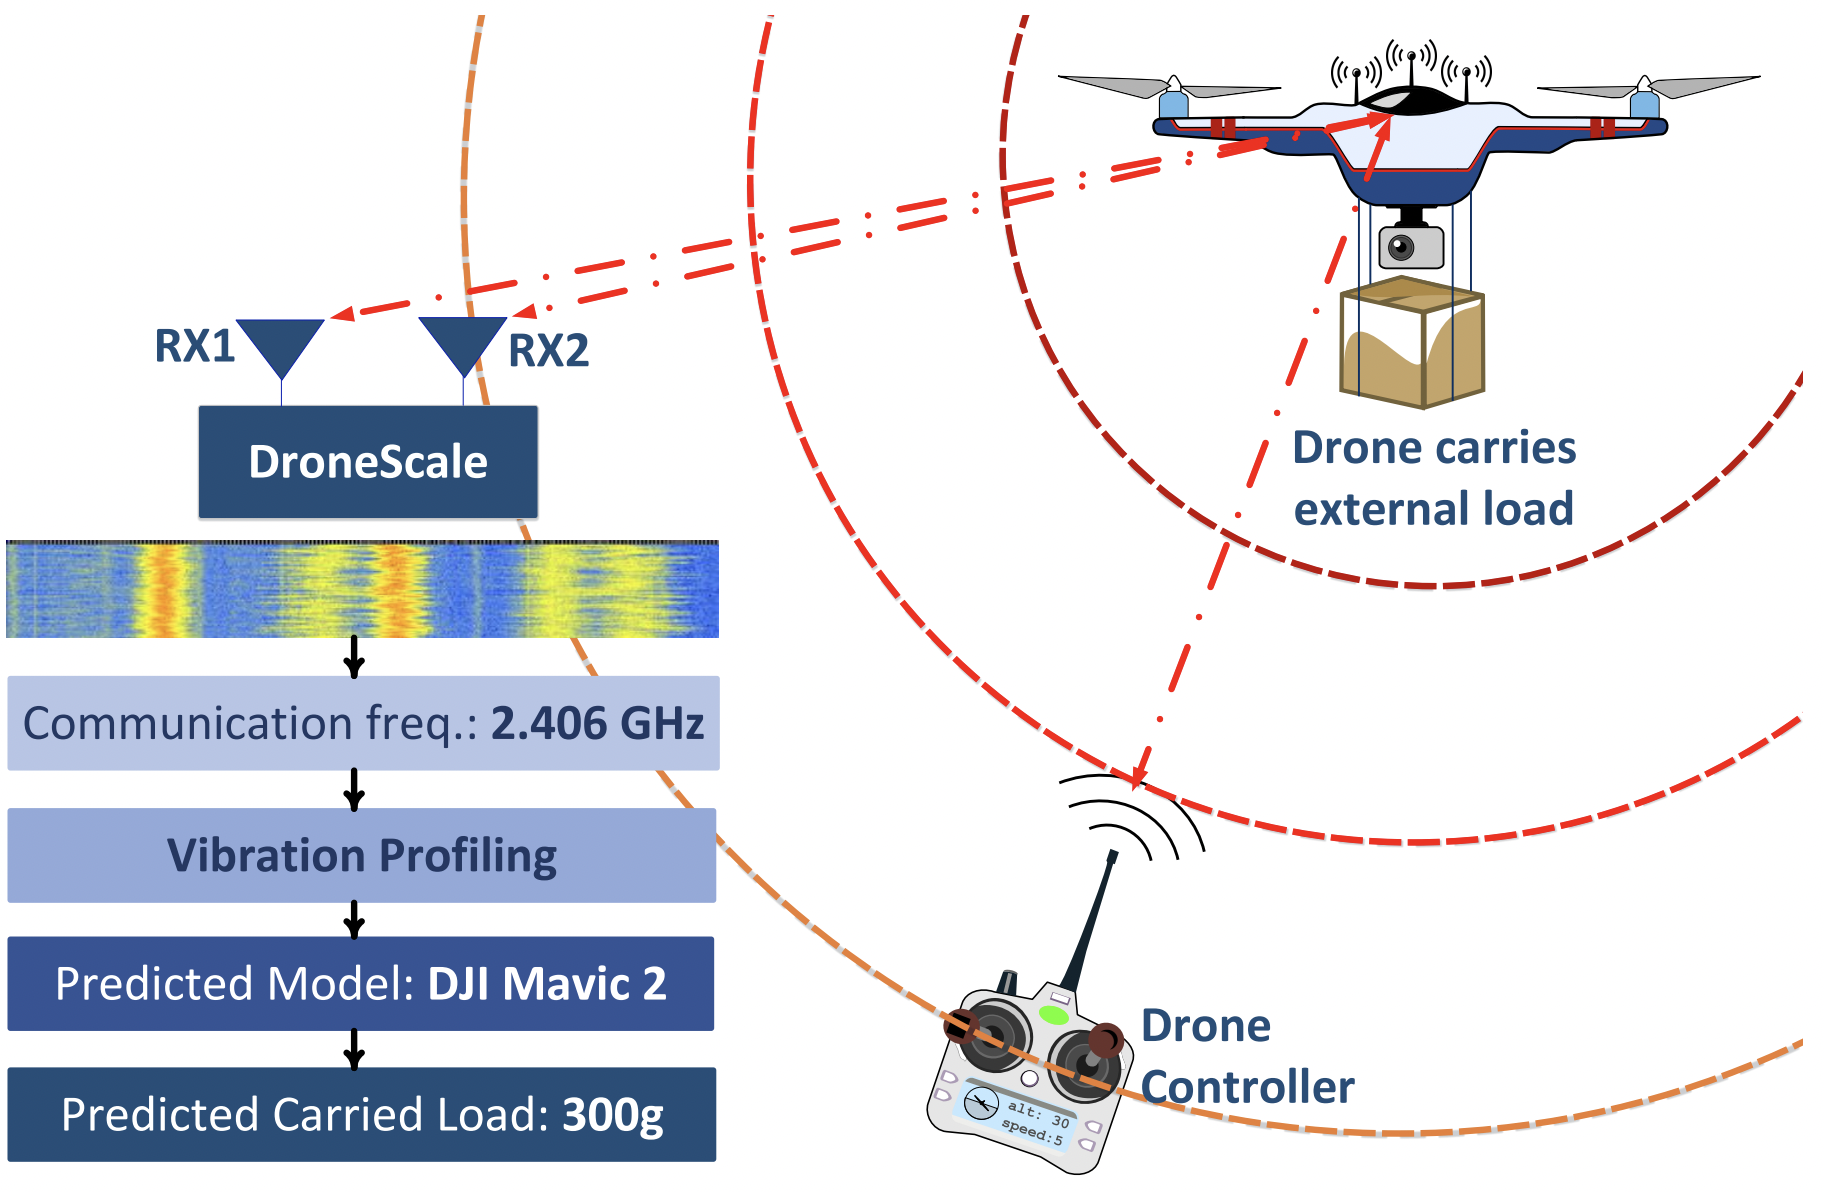 RX1
RX2
DroneScale
Communication freq.: 2.406 GHz
Vibration Profiling
Predicted Model: DJI Mavic 2
Predicted Carried Load: 300g
Drone carries
external load
Drone
Controller
alt: 30
speed:5